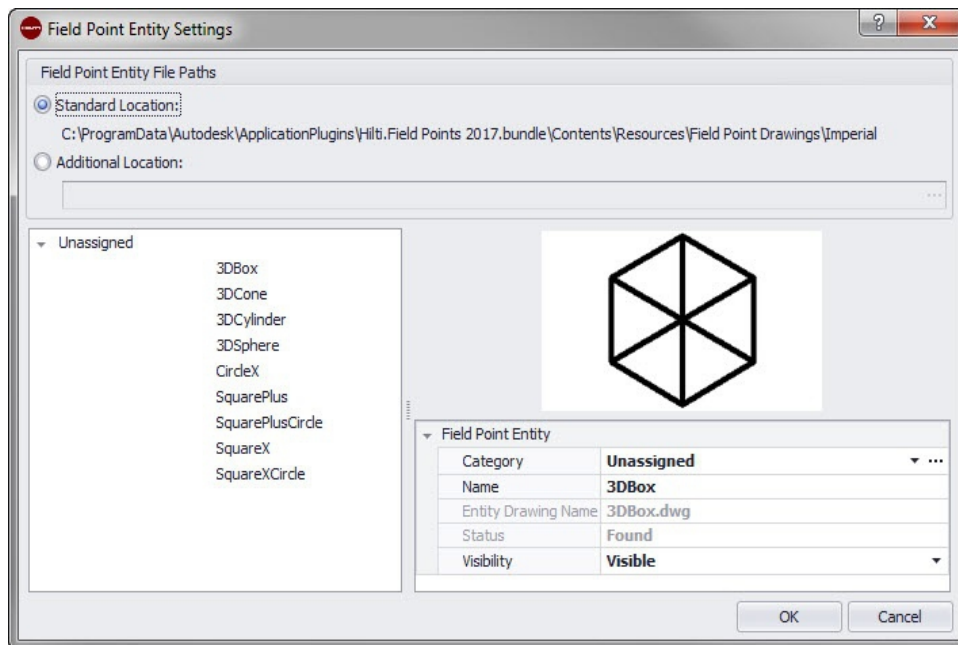 Field Point Entity Settings
?
X
Field Point Entity File Paths
Standard Location:
C:\ProgramData\Autodesk\ApplicationPlugins\Hilti.Field Points 2017.bundle\Contents\Resources\Field Point Drawings\Imperial
Additional Location:
...
Unassigned
3DBox
3DCone
3DCylinder
3DSphere
CircleX
SquarePlus
SquarePlusCircle
SquareX
SquareXCircle
Field Point Entity
Category Unassigned ...
Name 3DBox
Entity Drawing Name 3DBox.dwg
Status Found
Visibility Visible
OK Cancel